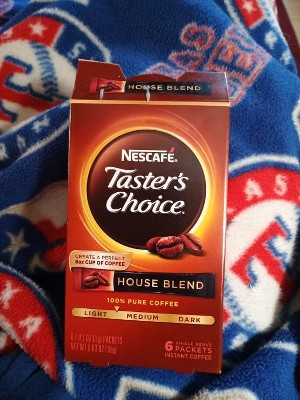 HOUSE BLEND
NESCAFÉ®
Taster's
Choice®
CREATE A PERFECT
8oz CUP OF COFFEE
HOUSE BLEND
100% PURE COFFEE
LIGHT MEDIUM DARK
6 SINGLE SERVE
PACKETS
INSTANT COFFEE